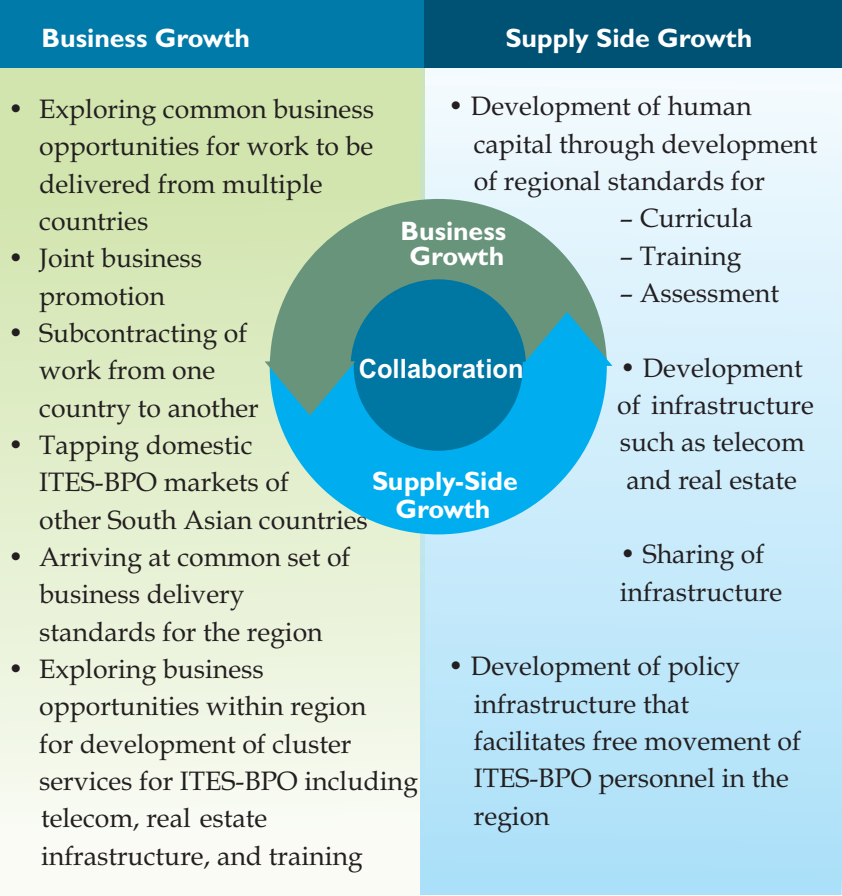 Business Growth
• Exploring common business
opportunities for work to be
delivered from multiple
countries
• Joint business
promotion
• Subcontracting of
work from one
country to another
• Tapping domestic
ITES-BPO markets of
other South Asian countries
• Arriving at common set of
business delivery
standards for the region
• Exploring business
opportunities within region
for development of cluster
services for ITES-BPO including
telecom, real estate
infrastructure, and training
Business
Growth
Collaboration
Supply-Side
Growth
Supply Side Growth
• Development of human
capital through development
of regional standards for
– Curricula
– Training
– Assessment
• Development
of infrastructure
such as telecom
and real estate
• Sharing of
infrastructure
• Development of policy
infrastructure that
facilitates free movement of
ITES-BPO personnel in the
region